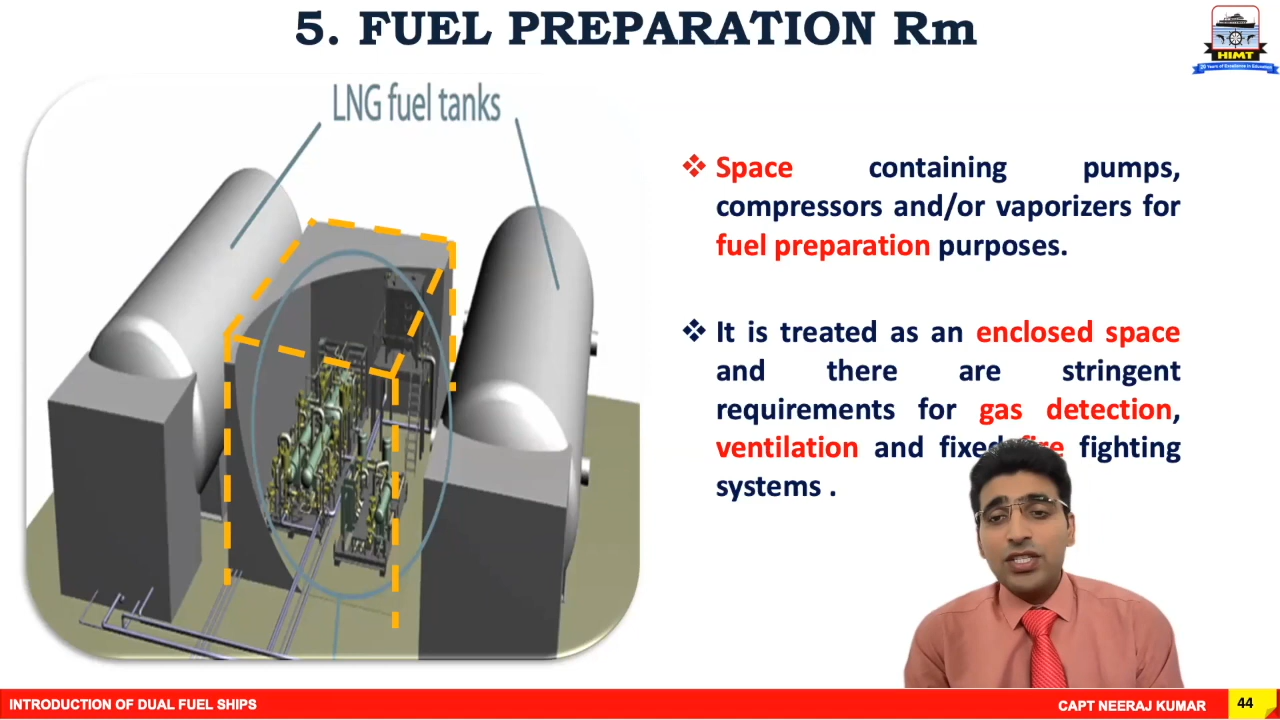 5. FUEL PREPARATION Rm
HIMT
LNG fuel tanks
❖ Space containing pumps,
compressors and/or vaporizers for
fuel preparation purposes.
❖ It is treated as an enclosed space
and there are stringent
requirements for gas detection,
ventilation and fixed fire fighting
systems .
INTRODUCTION OF DUAL FUEL SHIPS
CAPT NEERAJ KUMAR
44